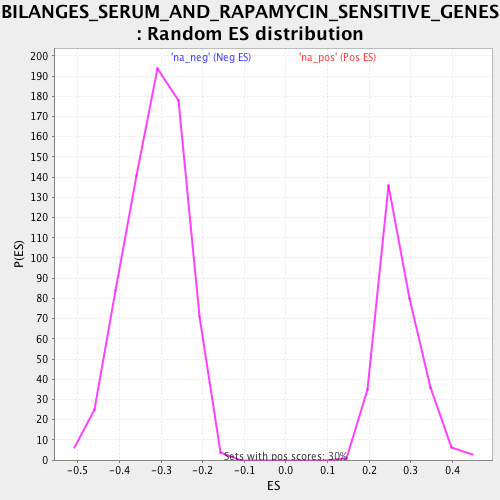 BILANGES_SERUM_AND_RAPAMYCIN_SENSITIVE_GENES
: Random ES distribution
'na_neg' (Neg ES)
'na_pos' (Pos ES)
200
190
180
170
160
150
140
130
120
110
100
90
80
70
60
50
40
30
20
10
0
P(ES)
Sets with pos scores: 30%
-0.5 -0.4 -0.3 -0.2 -0.1 0.0 0.1 0.2 0.3 0.4
ES